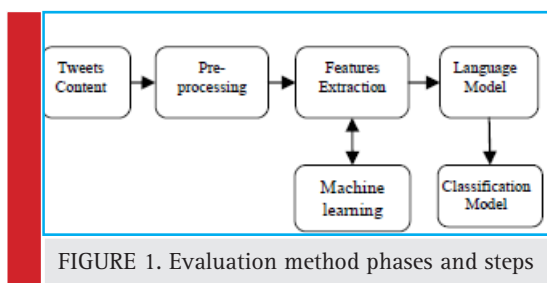 Tweets
Content
Pre-
processing
Features
Extraction
Language
Model
Machine
learning
Classification
Model
FIGURE 1. Evaluation method phases and steps